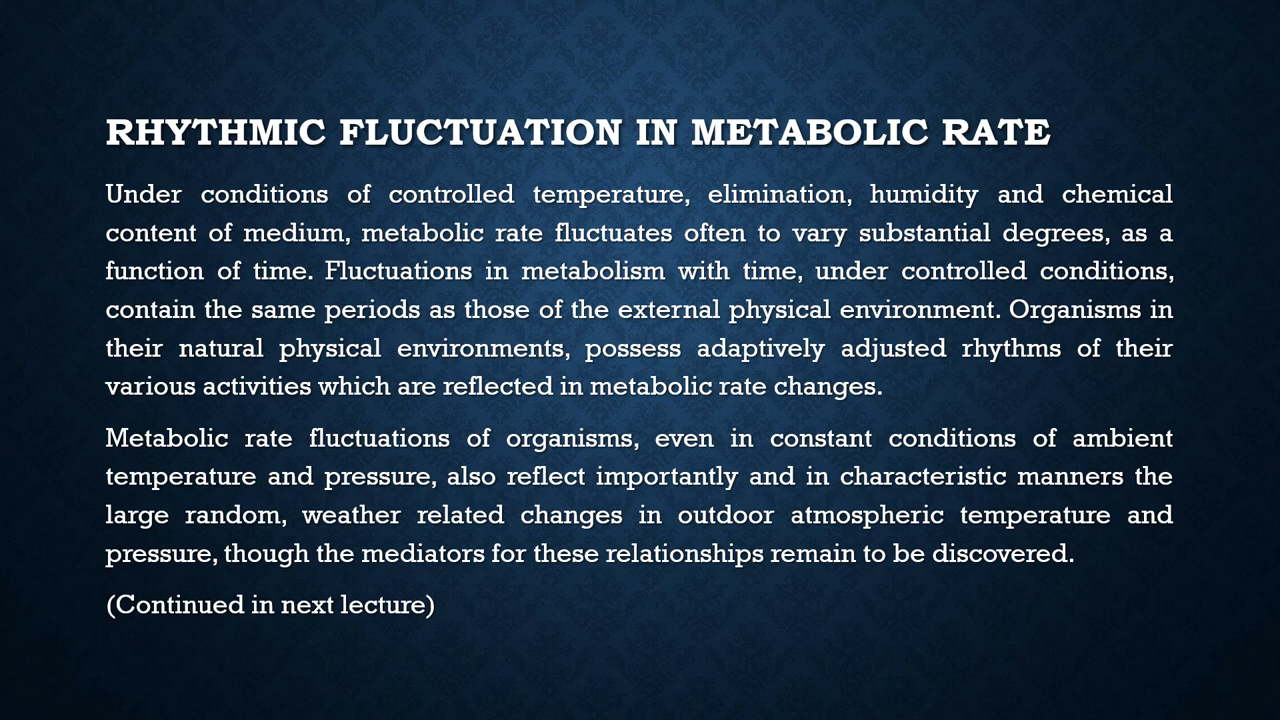 RHYTHMIC FLUCTUATION IN METABOLIC RATE
Under conditions of controlled temperature, elimination, humidity and chemical
content of medium, metabolic rate fluctuates often to vary substantial degrees, as a
function of time. Fluctuations in metabolism with time, under controlled conditions,
contain the same periods as those of the external physical environment. Organisms in
their natural physical environments, possess adaptively adjusted rhythms of their
various activities which are reflected in metabolic rate changes.
Metabolic rate fluctuations of organisms, even in constant conditions of ambient
temperature and pressure, also reflect importantly and in characteristic manners the
large random, weather related changes in outdoor atmospheric temperature and
pressure, though the mediators for these relationships remain to be discovered.
(Continued in next lecture)